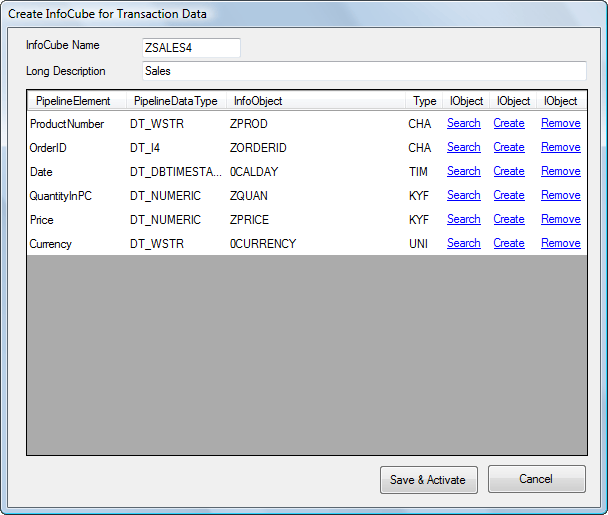 Create InfoCube for Transaction Data
InfoCube Name ZSALES4
Long Description Sales
PipelineElement PipelineDataType InfoObject Type IObject IObject IObject
ProductNumber DT_WSTR ZPROD CHA Search Create Remove
OrderID DT_I4 ZORDERID CHA Search Create Remove
Date DT_DBTIMESTA... 0CALDAY TIM Search Create Remove
QuantityInPC DT_NUMERIC ZQUAN KYF Search Create Remove
Price DT_NUMERIC ZPRICE KYF Search Create Remove
Currency DT_WSTR 0CURRENCY UNI Search Create Remove
Save & Activate Cancel